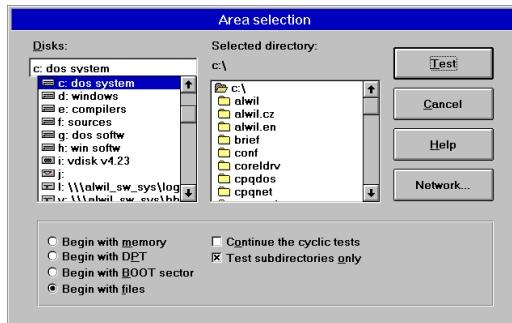 Area selection
Disks:
c: dos system
c: dos system
d: windows
e: compilers
f: sources
g: dos softw
h: win softw
i: vdisk v4.23
j:
l: \\\alwil_sw_sys\log
Selected directory:
c:\
c:\
alwil
alwil.cz
alwil.en
brief
conf
coreldrv
cpqdos
cpqnet
Test
Cancel
Help
Network...
Begin with memory
Begin with DPT
Begin with BOOT sector
Begin with files
Continue the cyclic tests
Test subdirectories only